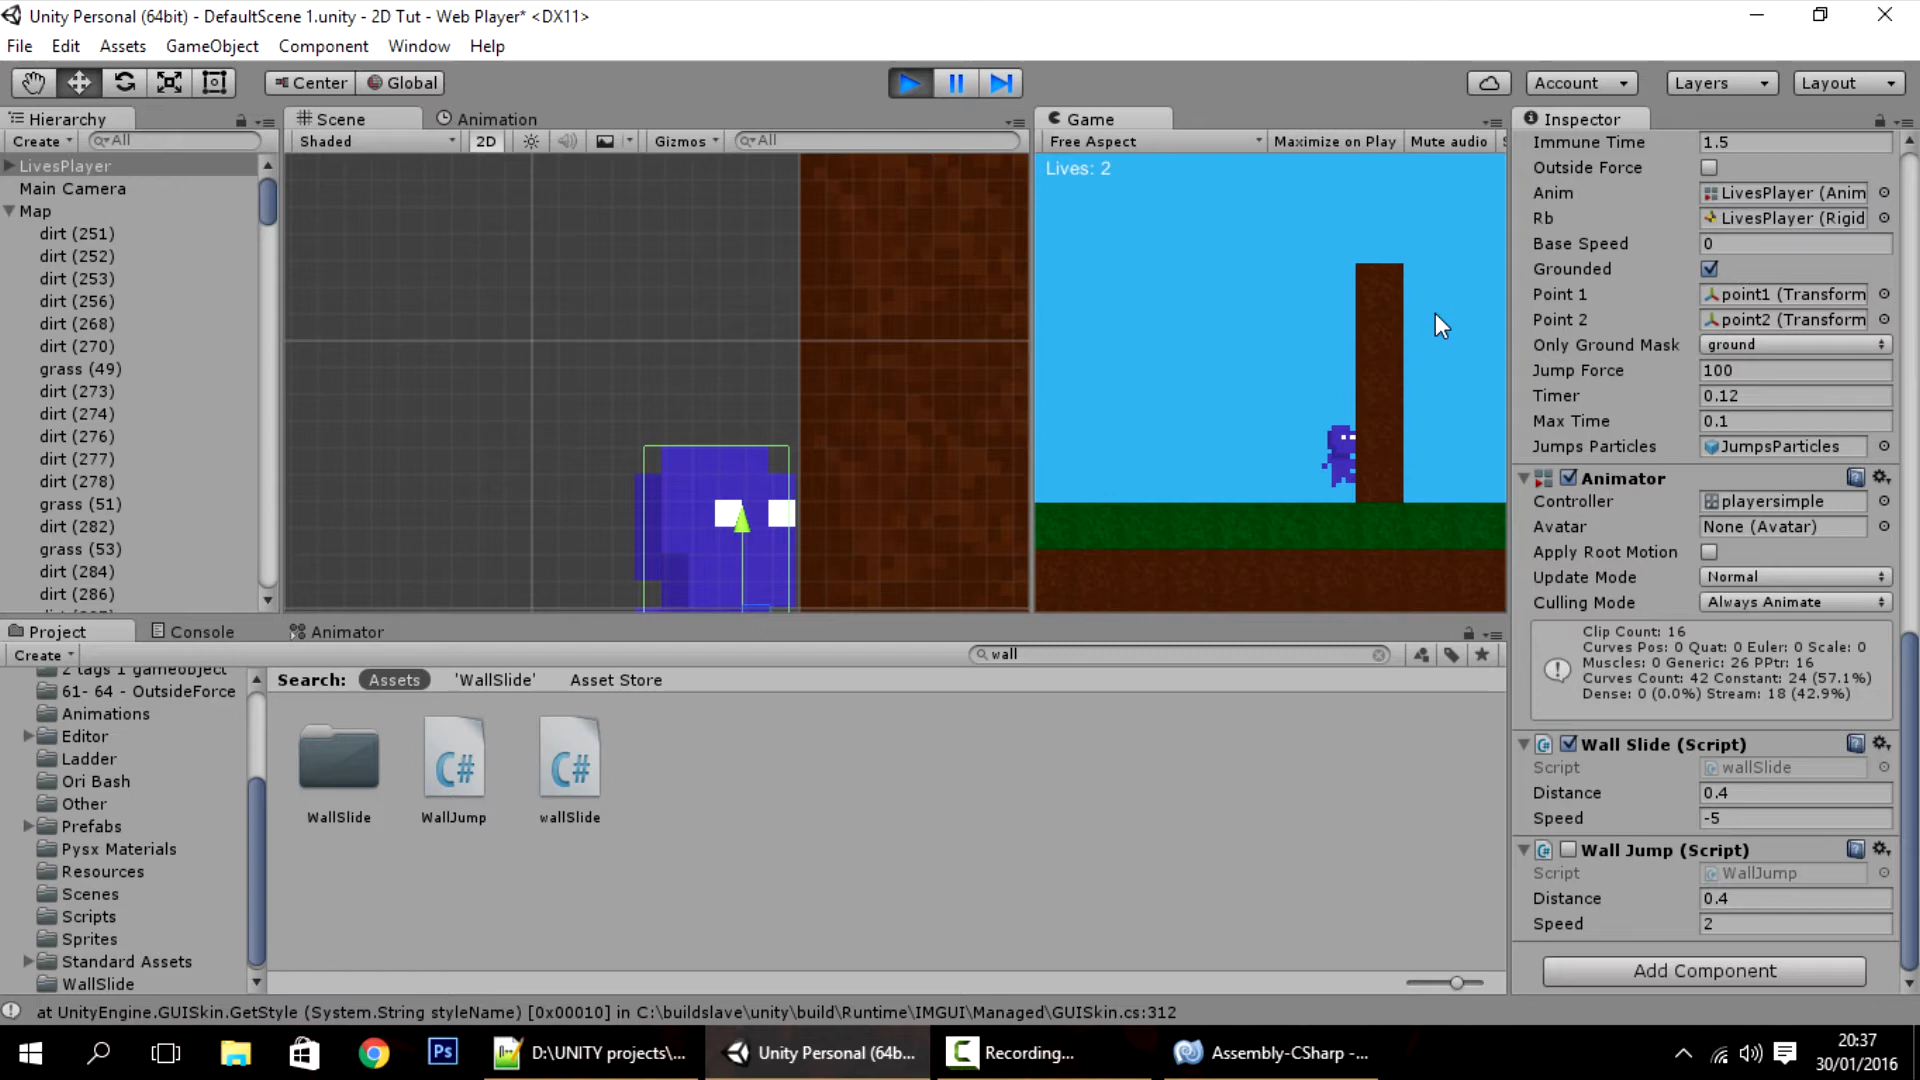 Unity Personal (64bit) - DefaultScene 1.unity - 2D Tut - Web Player* <DX11>
File Edit Assets GameObject Component Window Help
Center Global Account Layers Layout
Hierarchy
Create All
LivesPlayer
Main Camera
Map
dirt (251)
dirt (252)
dirt (253)
dirt (256)
dirt (268)
dirt (270)
grass (49)
dirt (273)
dirt (274)
dirt (276)
dirt (277)
dirt (278)
grass (51)
dirt (282)
grass (53)
dirt (284)
dirt (286)
Scene Animation
Shaded 2D Gizmos All
Game
Free Aspect Maximize on Play Mute audio
Lives: 2
Inspector
Immune Time 1.5
Outside Force
Anim LivesPlayer (Anim
Rb LivesPlayer (Rigid
Base Speed 0
Grounded
Point 1 point1 (Transform
Point 2 point2 (Transform
Only Ground Mask ground
Jump Force 100
Timer 0.12
Max Time 0.1
Jumps Particles JumpsParticles
Animator
Controller playersimple
Avatar None (Avatar)
Apply Root Motion
Update Mode Normal
Culling Mode Always Animate
Clip Count: 16
Curves Pos: 0 Quat: 0 Euler: 0 Scale: 0
Muscles: 0 Generic: 26 PPtr: 16
Curves Count: 42 Constant: 24 (57.1%)
Dense: 0 (0.0%) Stream: 18 (42.9%)
C# Wall Slide (Script)
Script wallSlide
Distance 0.4
Speed -5
C# Wall Jump (Script)
Script WallJump
Distance 0.4
Speed 2
Add Component
Project Console Animator
Create wall
2 tags 1 gameobject
61- 64 - OutsideForce
Animations
Editor
Ladder
Ori Bash
Other
Prefabs
Pysx Materials
Resources
Scenes
Scripts
Sprites
Standard Assets
WallSlide
Search: Assets 'WallSlide' Asset Store
C# C#
WallSlide WallJump wallSlide
at UnityEngine.GUISkin.GetStyle (System.String styleName) [0x00010] in C:\buildslave\unity\build\Runtime\IMGUI\Managed\GUISkin.cs:312
Ps D:\UNITY projects\... Unity Personal (64b... C Recording... Assembly-CSharp -...
20:37
30/01/2016